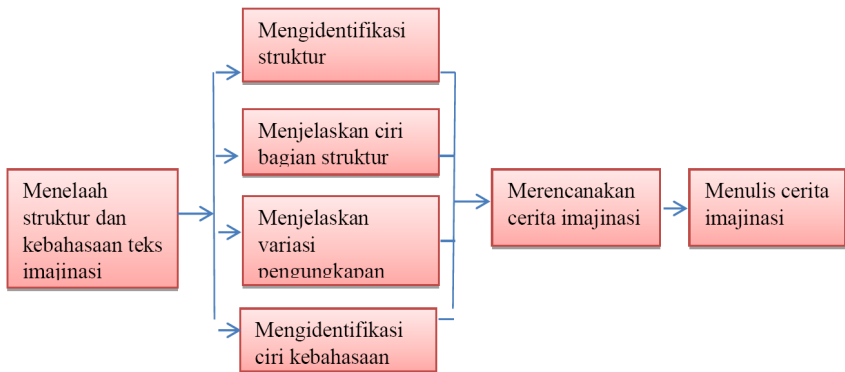 Menelaah
struktur dan
kebahasaan teks
imajinasi
Mengidentifikasi
struktur
Menjelaskan ciri
bagian struktur
Menjelaskan
variasi
pengungkapan
Mengidentifikasi
ciri kebahasaan
Merencanakan
cerita imajinasi
Menulis cerita
imajinasi